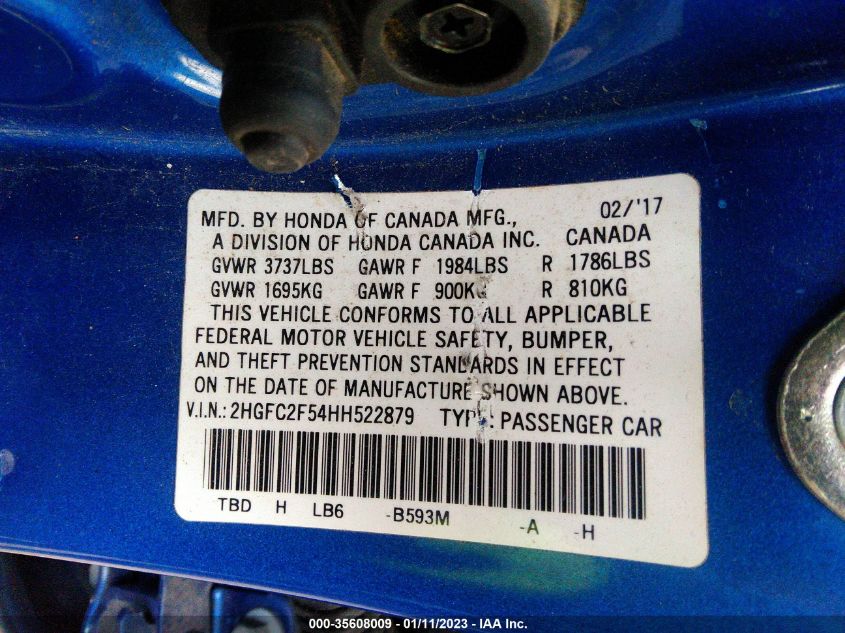 02/'17
MFD. BY HONDA OF CANADA MFG.,
A DIVISION OF HONDA CANADA INC. CANADA
GVWR 3737LBS GAWR F 1984LBS R 1786LBS
GVWR 1695KG GAWR F 900KG R 810KG
THIS VEHICLE CONFORMS TO ALL APPLICABLE
FEDERAL MOTOR VEHICLE SAFETY, BUMPER,
AND THEFT PREVENTION STANDARDS IN EFFECT
ON THE DATE OF MANUFACTURE SHOWN ABOVE.
V.I.N.: 2HGFC2F54HH522879 TYPE: PASSENGER CAR
TBD H LB6 -B593M -A -H
000-35608009 - 01/11/2023 - IAA Inc.